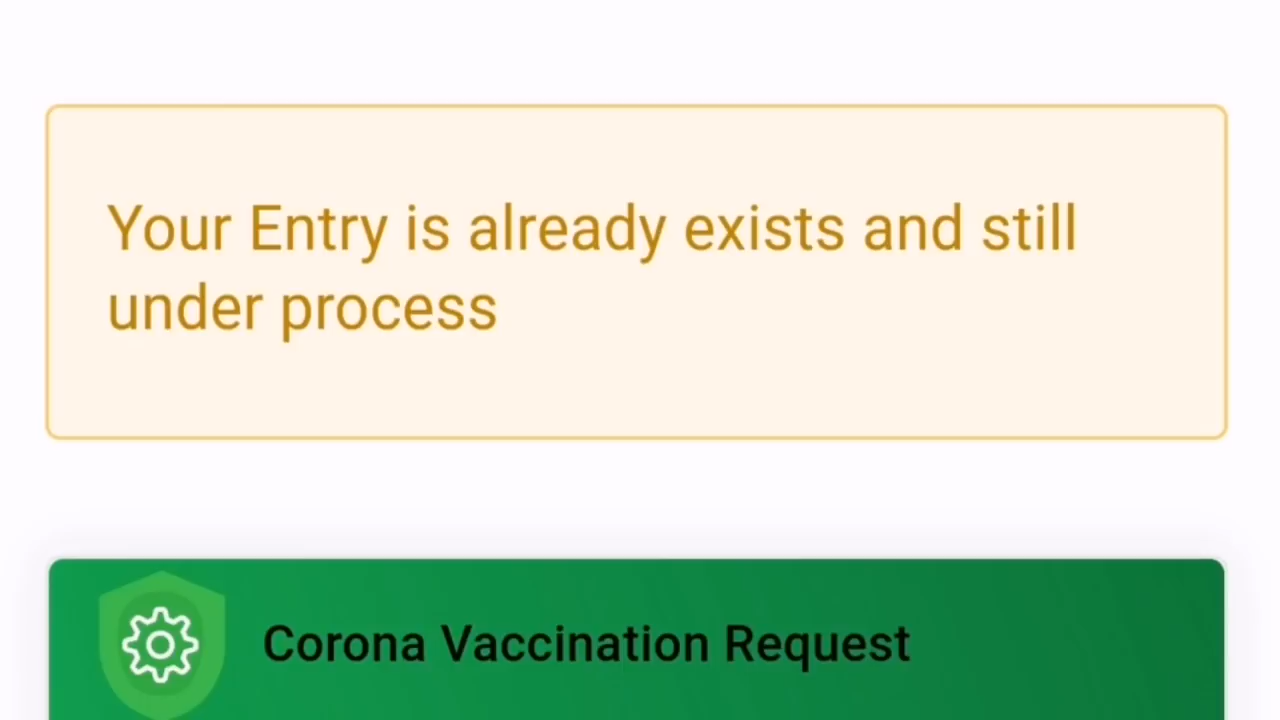 Your Entry is already exists and still
under process
Corona Vaccination Request